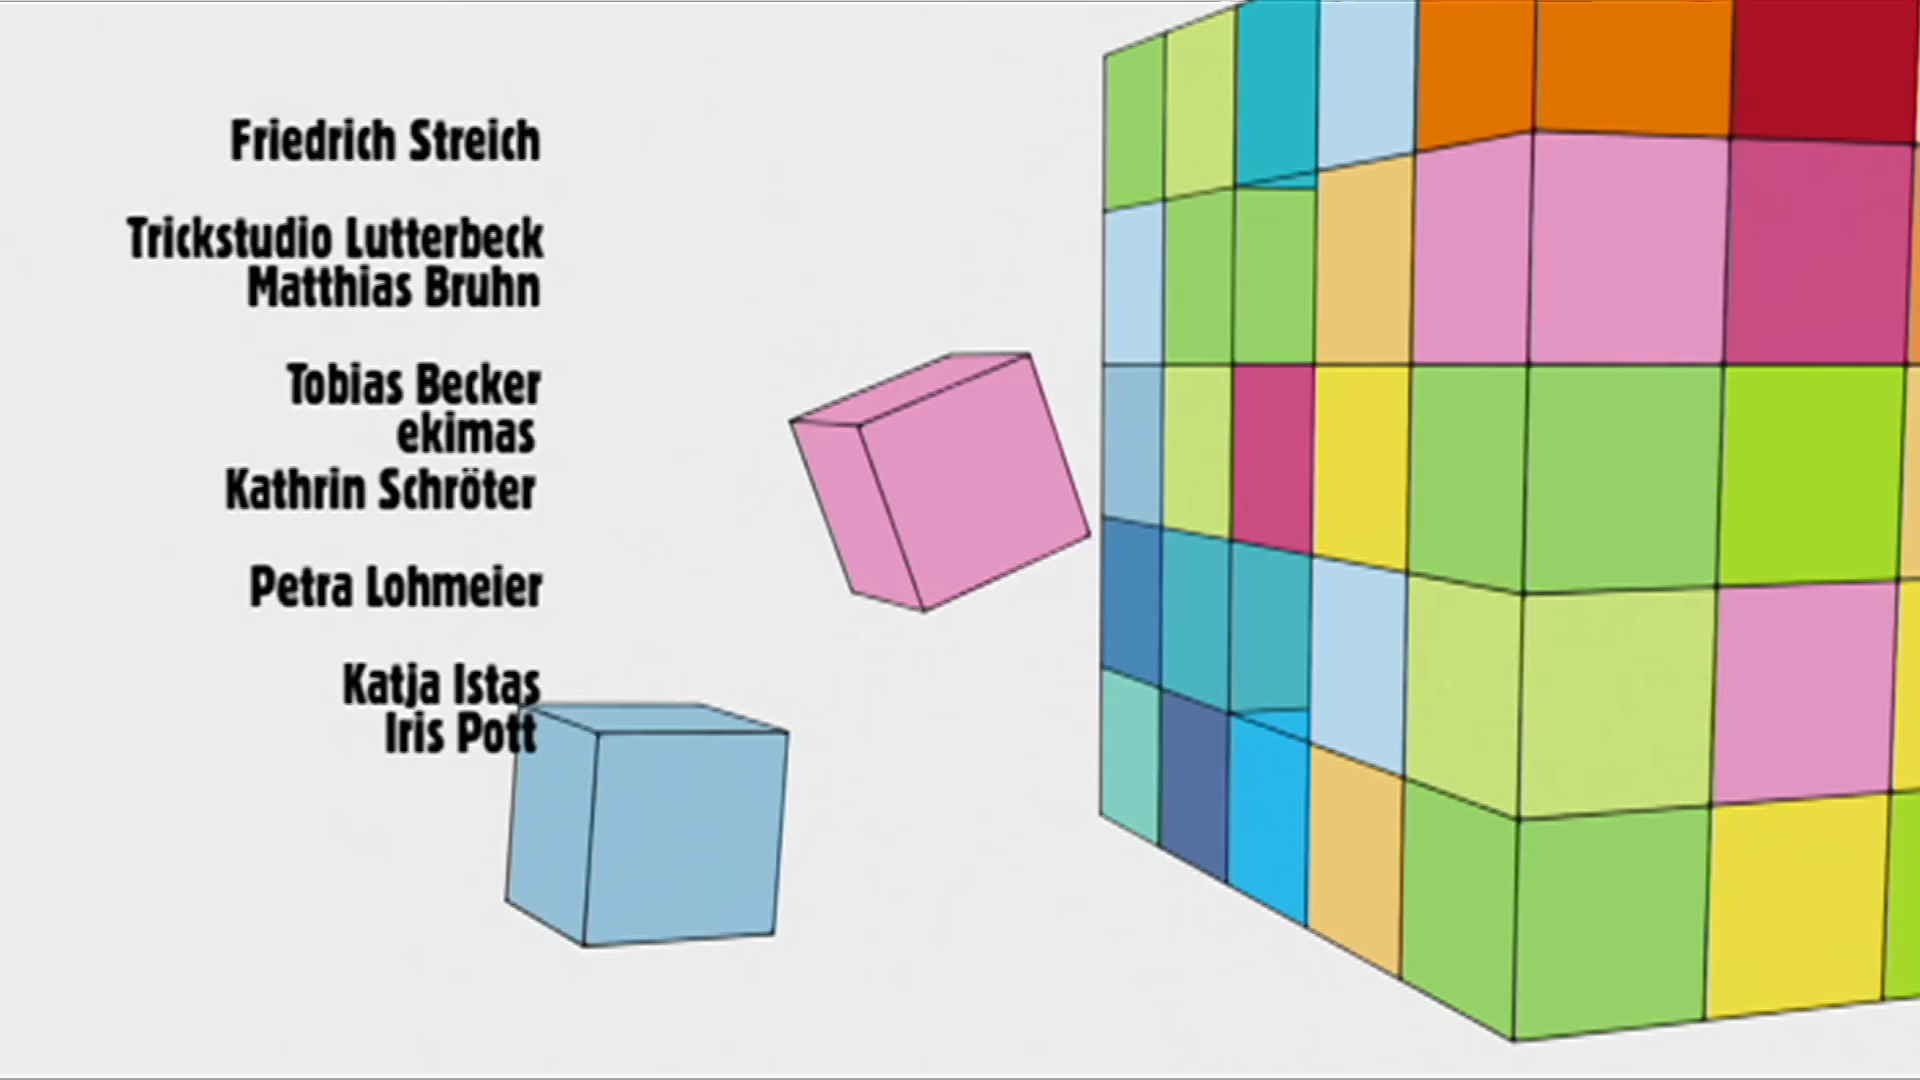 Friedrich Streich
Trickstudio Lutterbeck
Matthias Bruhn
Tobias Becker
ekimas
Kathrin Schröter
Petra Lohmeier
Katja Istas
Iris Pott